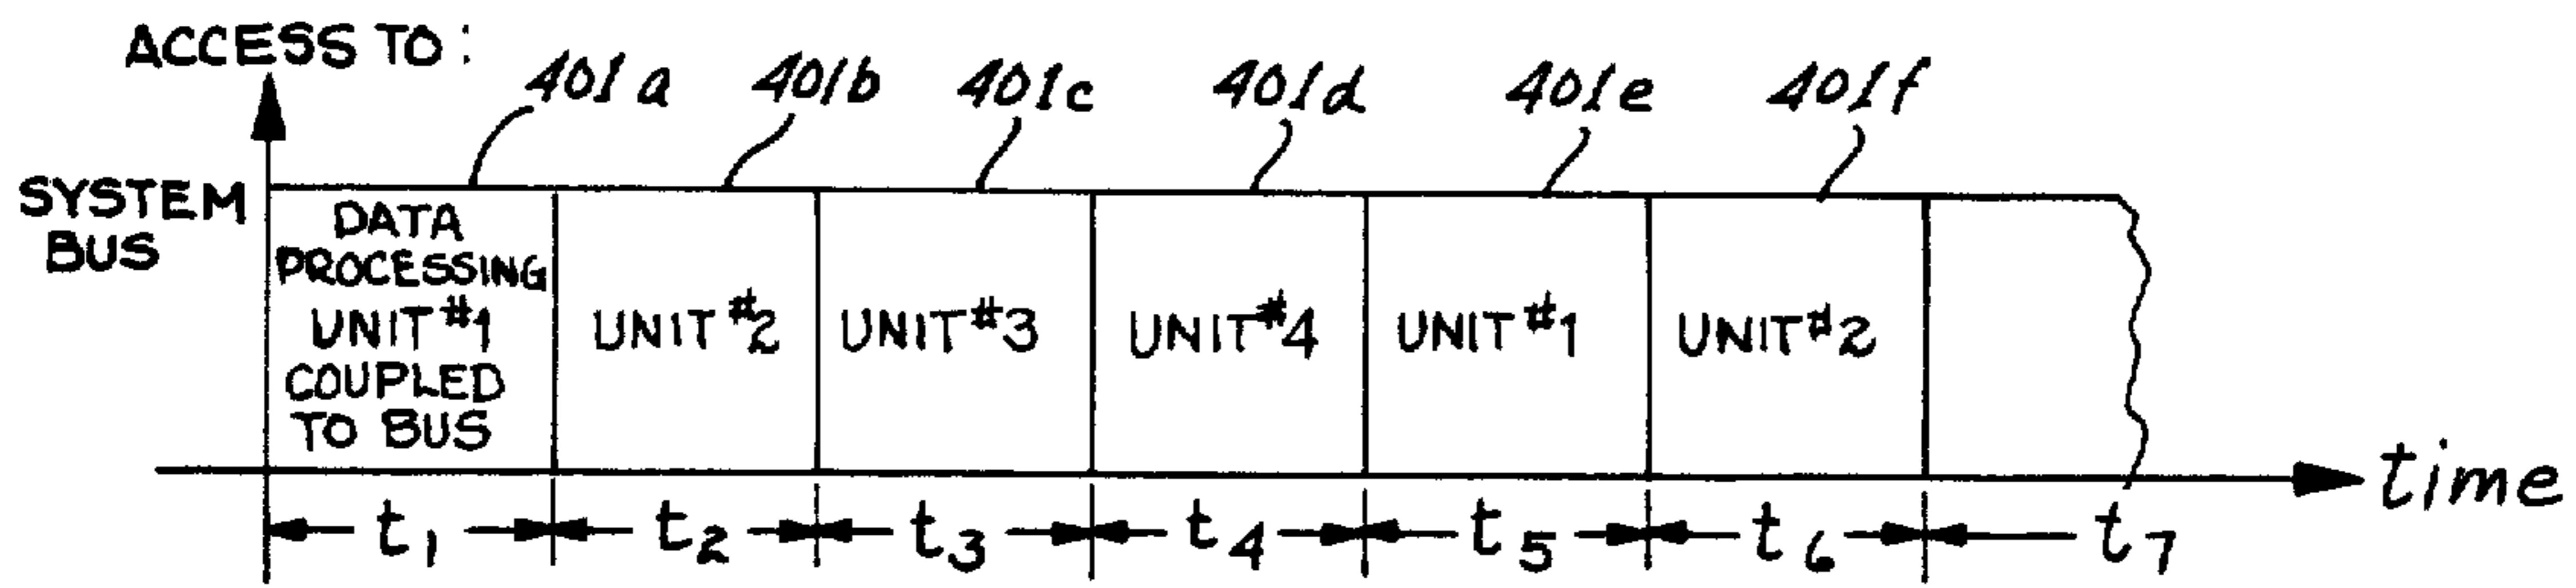 ACCESS TO:
401a 401b 401c 401d 401e 401f
SYSTEM
BUS
DATA
PROCESSING
UNIT #1
COUPLED
TO BUS
UNIT #2
UNIT #3
UNIT #4
UNIT #1
UNIT #2
time
t1 t2 t3 t4 t5 t6 t7